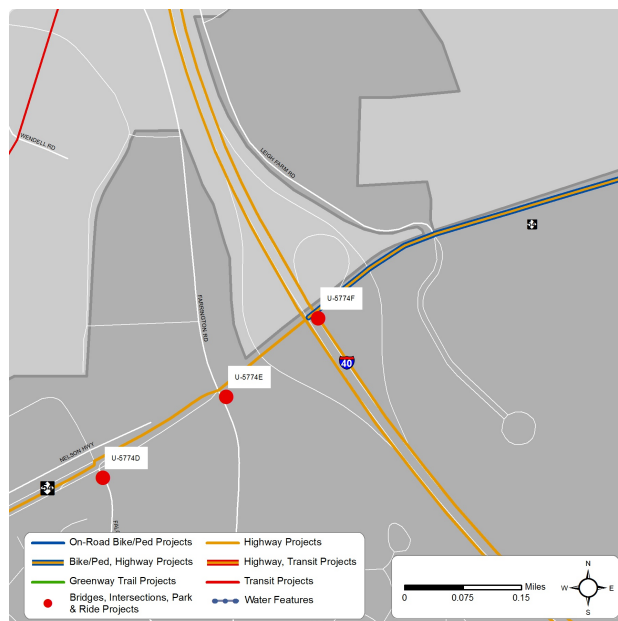 WENDELL RD
LEIGH FARM RD
54
U-5774F
FARRINGTON RD
40
U-5774E
NELSON HWY
U-5774D
54
On-Road Bike/Ped Projects
Highway Projects
Bike/Ped, Highway Projects
Highway, Transit Projects
Greenway Trail Projects
Transit Projects
Bridges, Intersections, Park
& Ride Projects
Water Features
N
W E
S
Miles
0 0.075 0.15